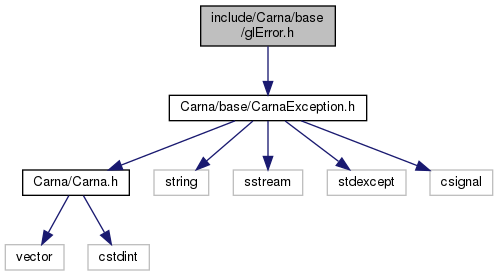 include/Carna/base
/glError.h
Carna/base/CarnaException.h
Carna/Carna.h
string
sstream
stdexcept
csignal
vector
cstdint